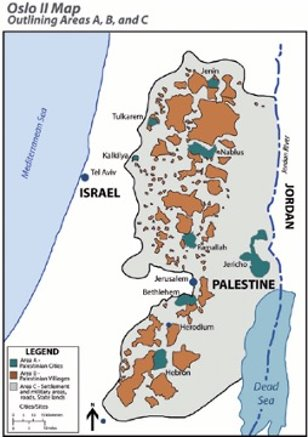 Oslo II Map
Outlining Areas A, B, and C
Mediterranean Sea
Jenin
Tulkarem
Nablus
Kalkilya
Tel Aviv
ISRAEL
Jordan River
JORDAN
Ramallah
Jericho
Jerusalem
PALESTINE
Bethlehem
Herodium
Hebron
Dead
Sea
LEGEND
Area A -
Palestinian Cities
Area B -
Palestinian Villages
Area C - Settlement
and military areas,
roads, State lands
Cities/Sites
N